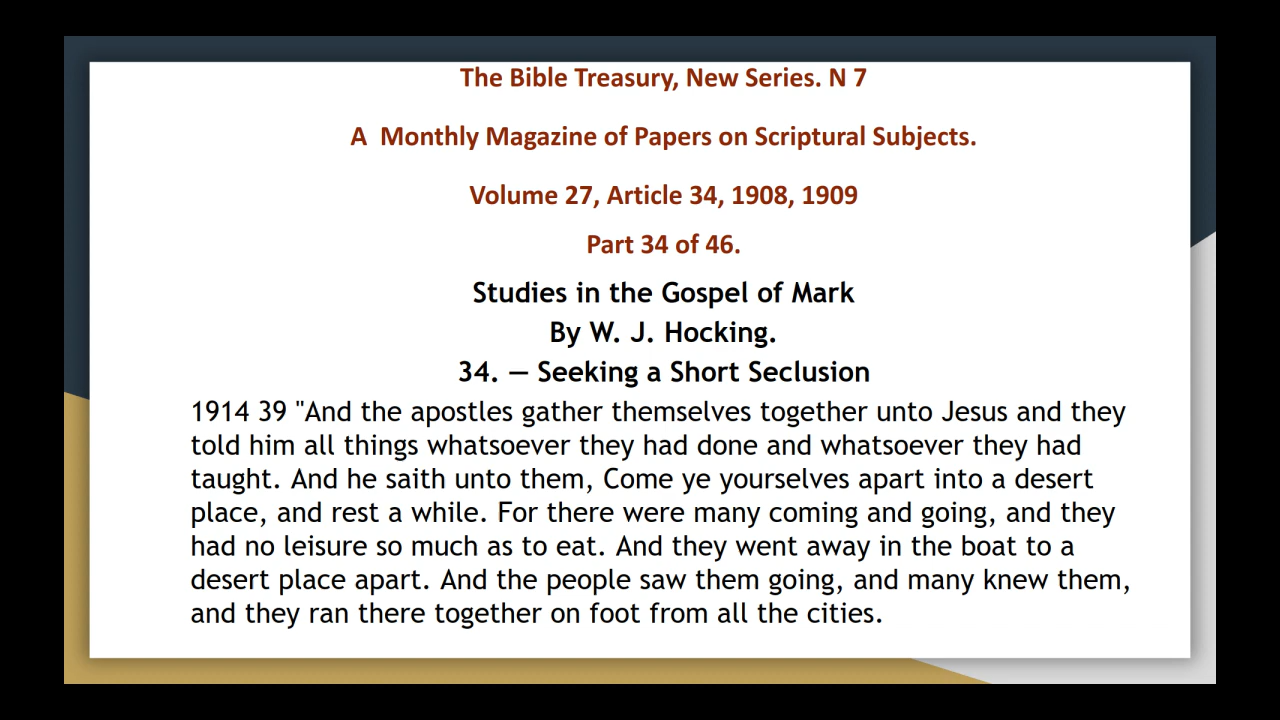 The Bible Treasury, New Series. N 7
A  Monthly Magazine of Papers on Scriptural Subjects.
Volume 27, Article 34, 1908, 1909
Part 34 of 46.
Studies in the Gospel of Mark
By W. J. Hocking.
34. — Seeking a Short Seclusion
1914 39 "And the apostles gather themselves together unto Jesus and they
told him all things whatsoever they had done and whatsoever they had
taught. And he saith unto them, Come ye yourselves apart into a desert
place, and rest a while. For there were many coming and going, and they
had no leisure so much as to eat. And they went away in the boat to a
desert place apart. And the people saw them going, and many knew them,
and they ran there together on foot from all the cities.